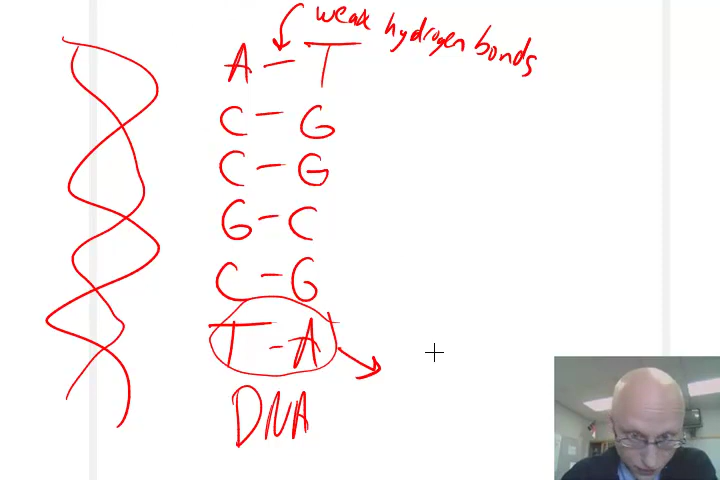 weak hydrogen bonds
A - T
C - G
C - G
G - C
C - G
T - A
DNA